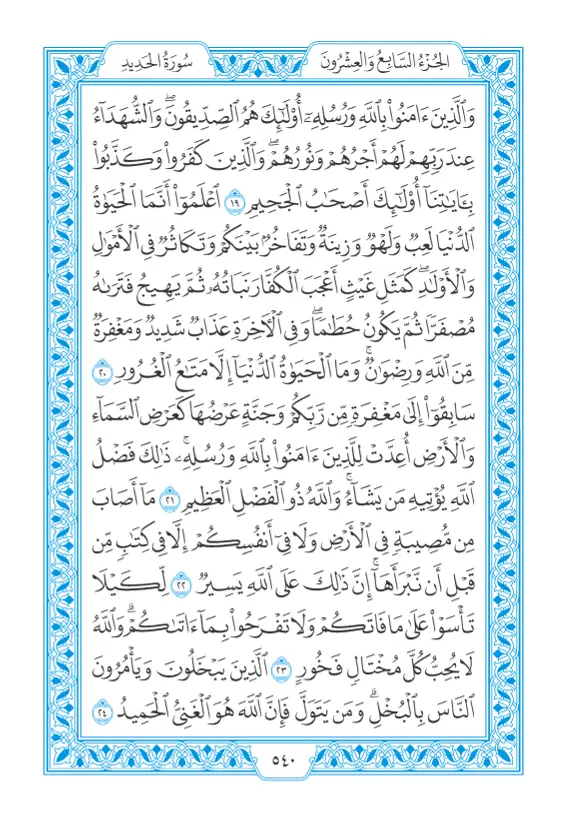 الجُزْءُ السَّابِعُ وَالعِشْرُونَ سُورَةُ الحَدِيدِ
وَٱلَّذِينَ ءَامَنُوا۟ بِٱللَّهِ وَرُسُلِهِۦٓ أُو۟لَـٰٓئِكَ هُمُ ٱلصِّدِّيقُونَ ۖ وَٱلشُّهَدَآءُ
عِندَ رَبِّهِمْ لَهُمْ أَجْرُهُمْ وَنُورُهُمْ ۖ وَٱلَّذِينَ كَفَرُوا۟ وَكَذَّبُوا۟
بِـَٔايَـٰتِنَآ أُو۟لَـٰٓئِكَ أَصْحَـٰبُ ٱلْجَحِيمِ ١٩ ٱعْلَمُوٓا۟ أَنَّمَا ٱلْحَيَوٰةُ
ٱلدُّنْيَا لَعِبٌ وَلَهْوٌ وَزِينَةٌ وَتَفَاخُرٌۢ بَيْنَكُمْ وَتَكَاثُرٌ فِى ٱلْأَمْوَٰلِ
وَٱلْأَوْلَـٰدِ ۖ كَمَثَلِ غَيْثٍ أَعْجَبَ ٱلْكُفَّارَ نَبَاتُهُۥ ثُمَّ يَهِيجُ فَتَرَىٰهُ
مُصْفَرًّا ثُمَّ يَكُونُ حُطَـٰمًا ۖ وَفِى ٱلْـَٔاخِرَةِ عَذَابٌ شَدِيدٌ وَمَغْفِرَةٌ
مِّنَ ٱللَّهِ وَرِضْوَٰنٌ ۚ وَمَا ٱلْحَيَوٰةُ ٱلدُّنْيَآ إِلَّا مَتَـٰعُ ٱلْغُرُورِ ٢٠
سَابِقُوٓا۟ إِلَىٰ مَغْفِرَةٍ مِّن رَّبِّكُمْ وَجَنَّةٍ عَرْضُهَا كَعَرْضِ ٱلسَّمَآءِ
وَٱلْأَرْضِ أُعِدَّتْ لِلَّذِينَ ءَامَنُوا۟ بِٱللَّهِ وَرُسُلِهِۦ ۚ ذَٰلِكَ فَضْلُ
ٱللَّهِ يُؤْتِيهِ مَن يَشَآءُ ۚ وَٱللَّهُ ذُو ٱلْفَضْلِ ٱلْعَظِيمِ ٢١ مَآ أَصَابَ
مِن مُّصِيبَةٍ فِى ٱلْأَرْضِ وَلَا فِىٓ أَنفُسِكُمْ إِلَّا فِى كِتَـٰبٍ مِّن
قَبْلِ أَن نَّبْرَأَهَآ ۚ إِنَّ ذَٰلِكَ عَلَى ٱللَّهِ يَسِيرٌ ٢٢ لِّكَيْلَا
تَأْسَوْا۟ عَلَىٰ مَا فَاتَكُمْ وَلَا تَفْرَحُوا۟ بِمَآ ءَاتَىٰكُمْ ۗ وَٱللَّهُ
لَا يُحِبُّ كُلَّ مُخْتَالٍ فَخُورٍ ٢٣ ٱلَّذِينَ يَبْخَلُونَ وَيَأْمُرُونَ
ٱلنَّاسَ بِٱلْبُخْلِ ۗ وَمَن يَتَوَلَّ فَإِنَّ ٱللَّهَ هُوَ ٱلْغَنِىُّ ٱلْحَمِيدُ ٢٤
٥٤٠